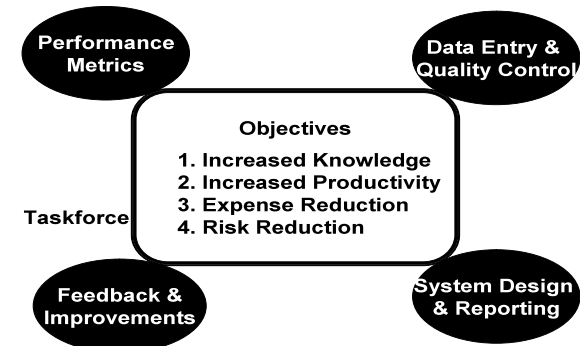 Performance
Metrics
Data Entry &
Quality Control
Objectives
1. Increased Knowledge
2. Increased Productivity
3. Expense Reduction
4. Risk Reduction
Taskforce
Feedback &
Improvements
System Design
& Reporting